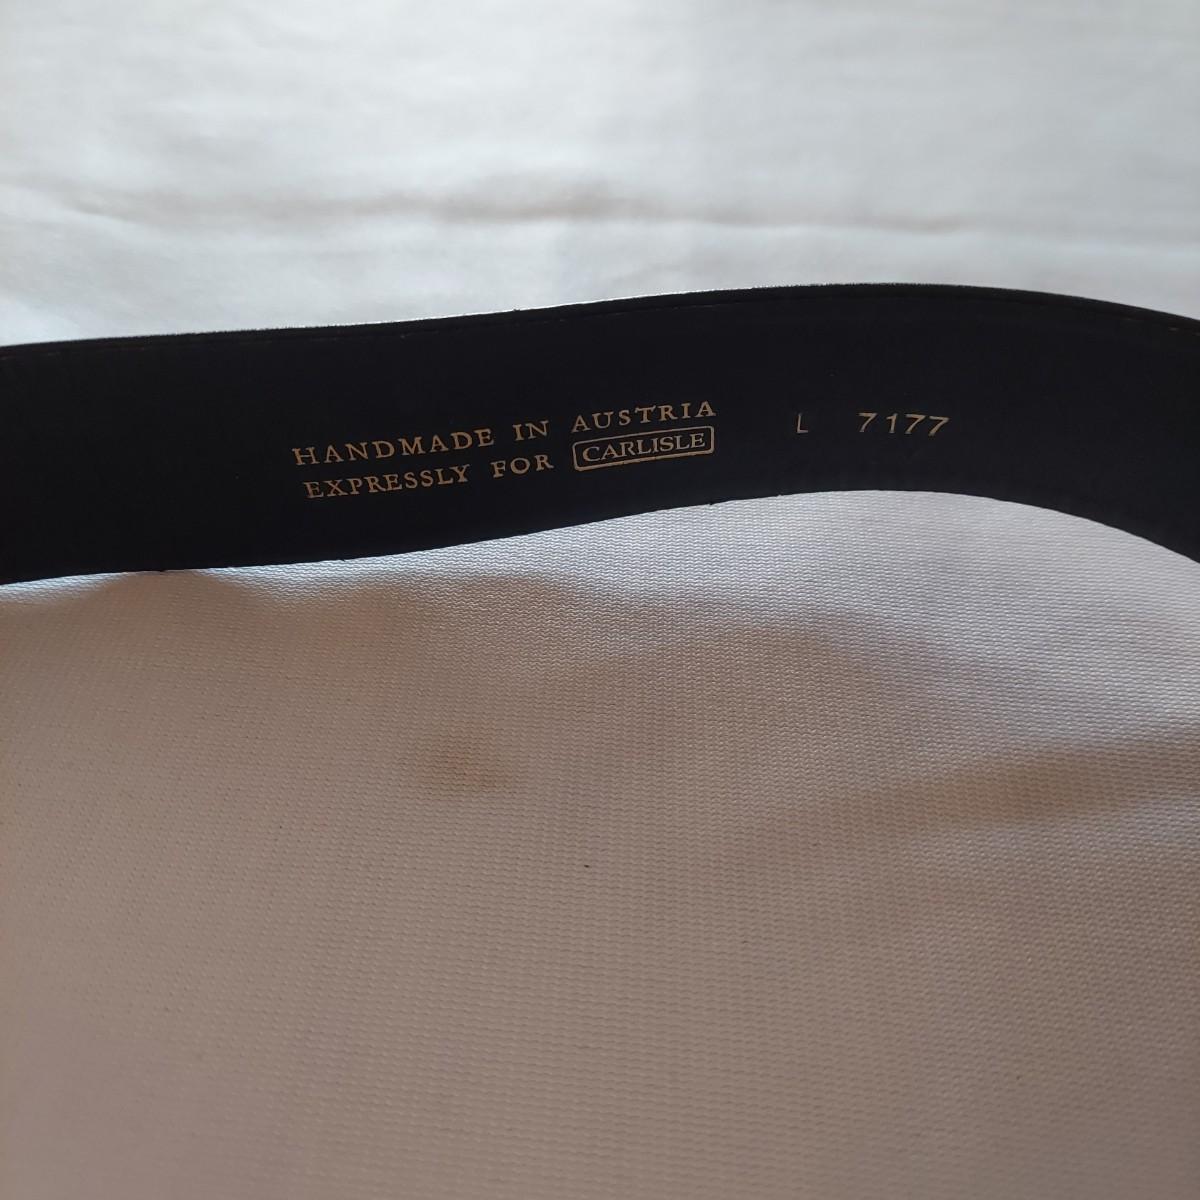 HANDMADE IN AUSTRIA L 7177
EXPRESSLY FOR CARLISLE